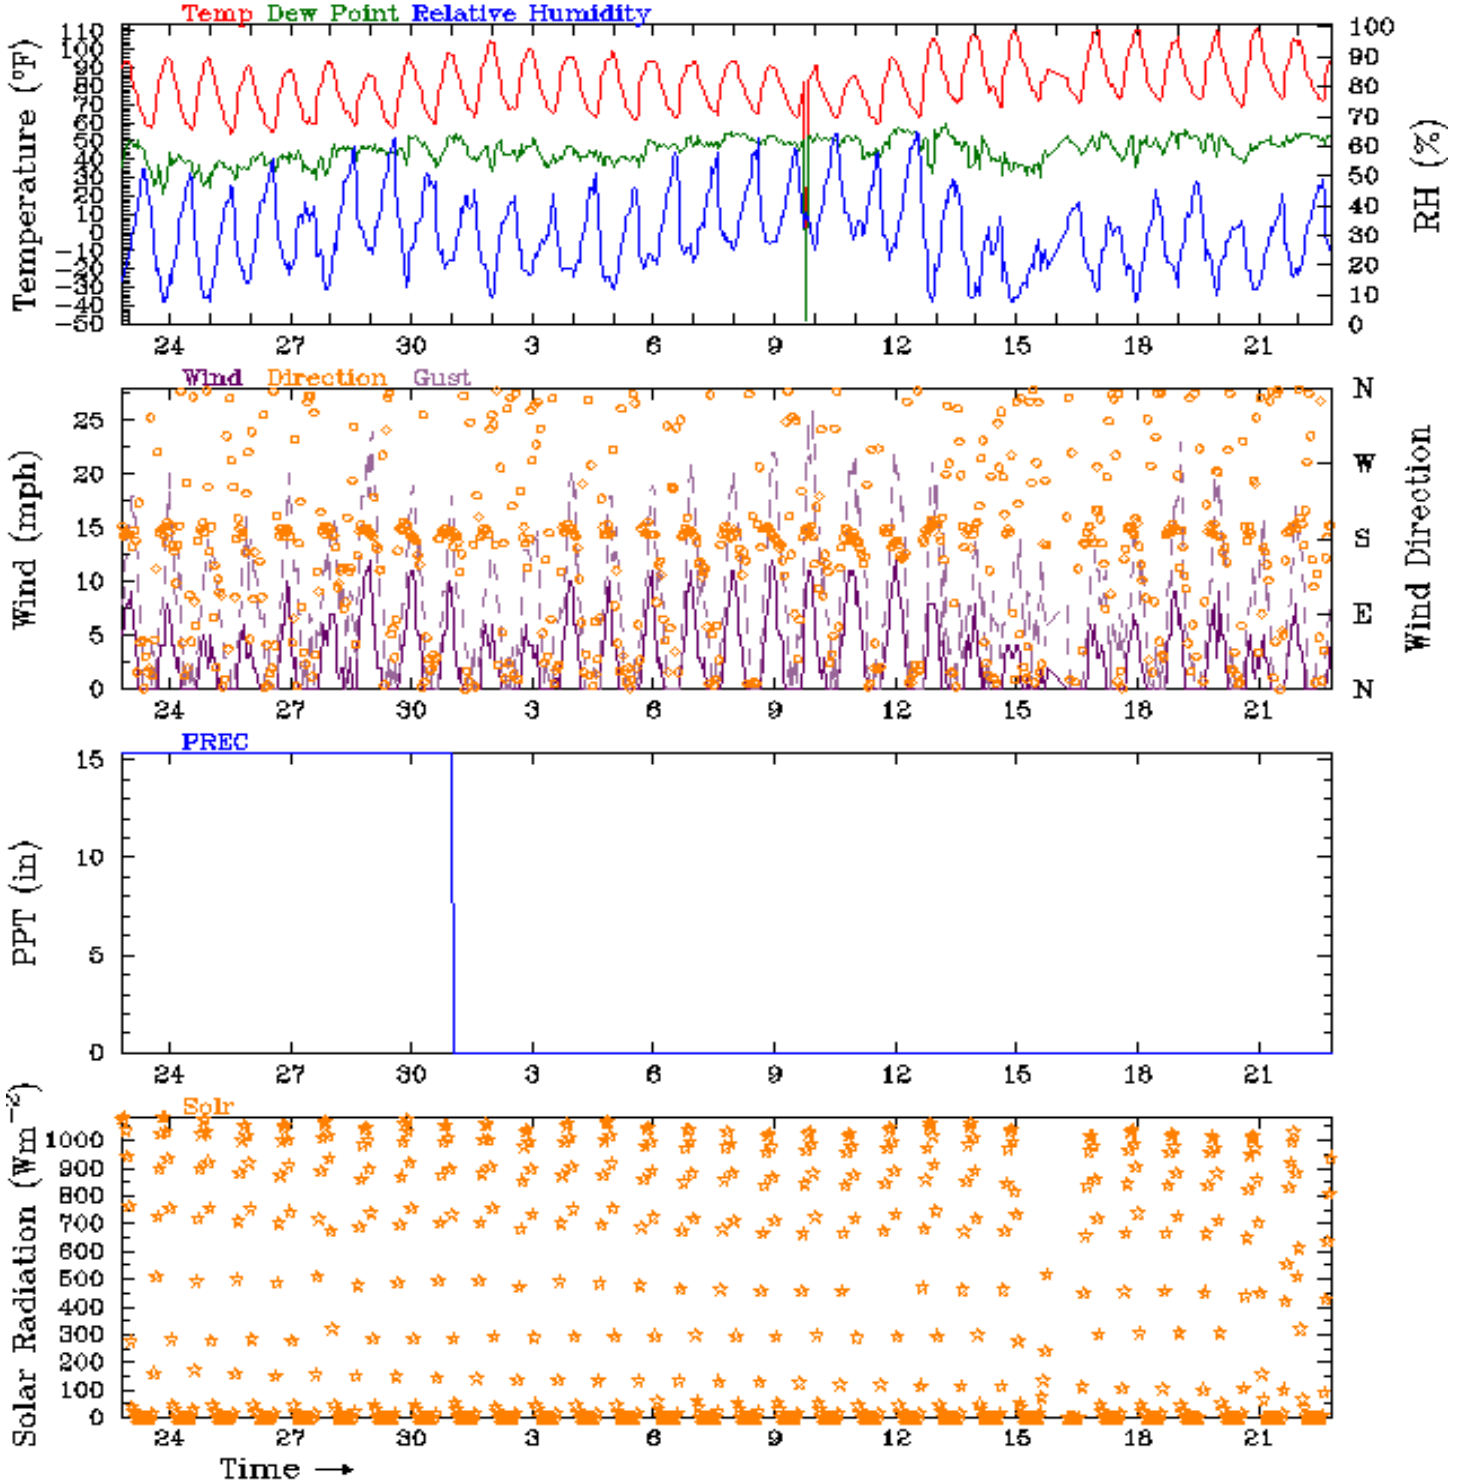 Temp Dew Point Relative Humidity
Temperature (°F)
110
100
90
80
70
60
50
40
30
20
10
0
-10
-20
-30
-40
-50
100
90
80
70
60
50
40
30
20
10
0
RH (%)
24 27 30 3 6 9 12 15 18 21
Wind Direction Gust
Wind (mph)
25
20
15
10
5
0
N
W
S
E
N
Wind Direction
24 27 30 3 6 9 12 15 18 21
PREC
PPT (in)
15
10
5
0
24 27 30 3 6 9 12 15 18 21
Solr
Solar Radiation (Wm⁻²)
1000
900
800
700
600
500
400
300
200
100
0
24 27 30 3 6 9 12 15 18 21
Time →